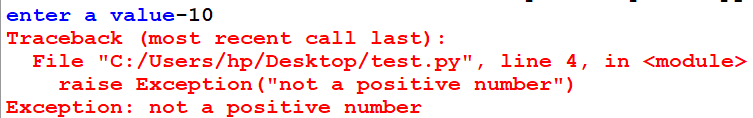 enter a value-10
Traceback (most recent call last):
  File "C:/Users/hp/Desktop/test.py", line 4, in <module>
    raise Exception("not a positive number")
Exception: not a positive number